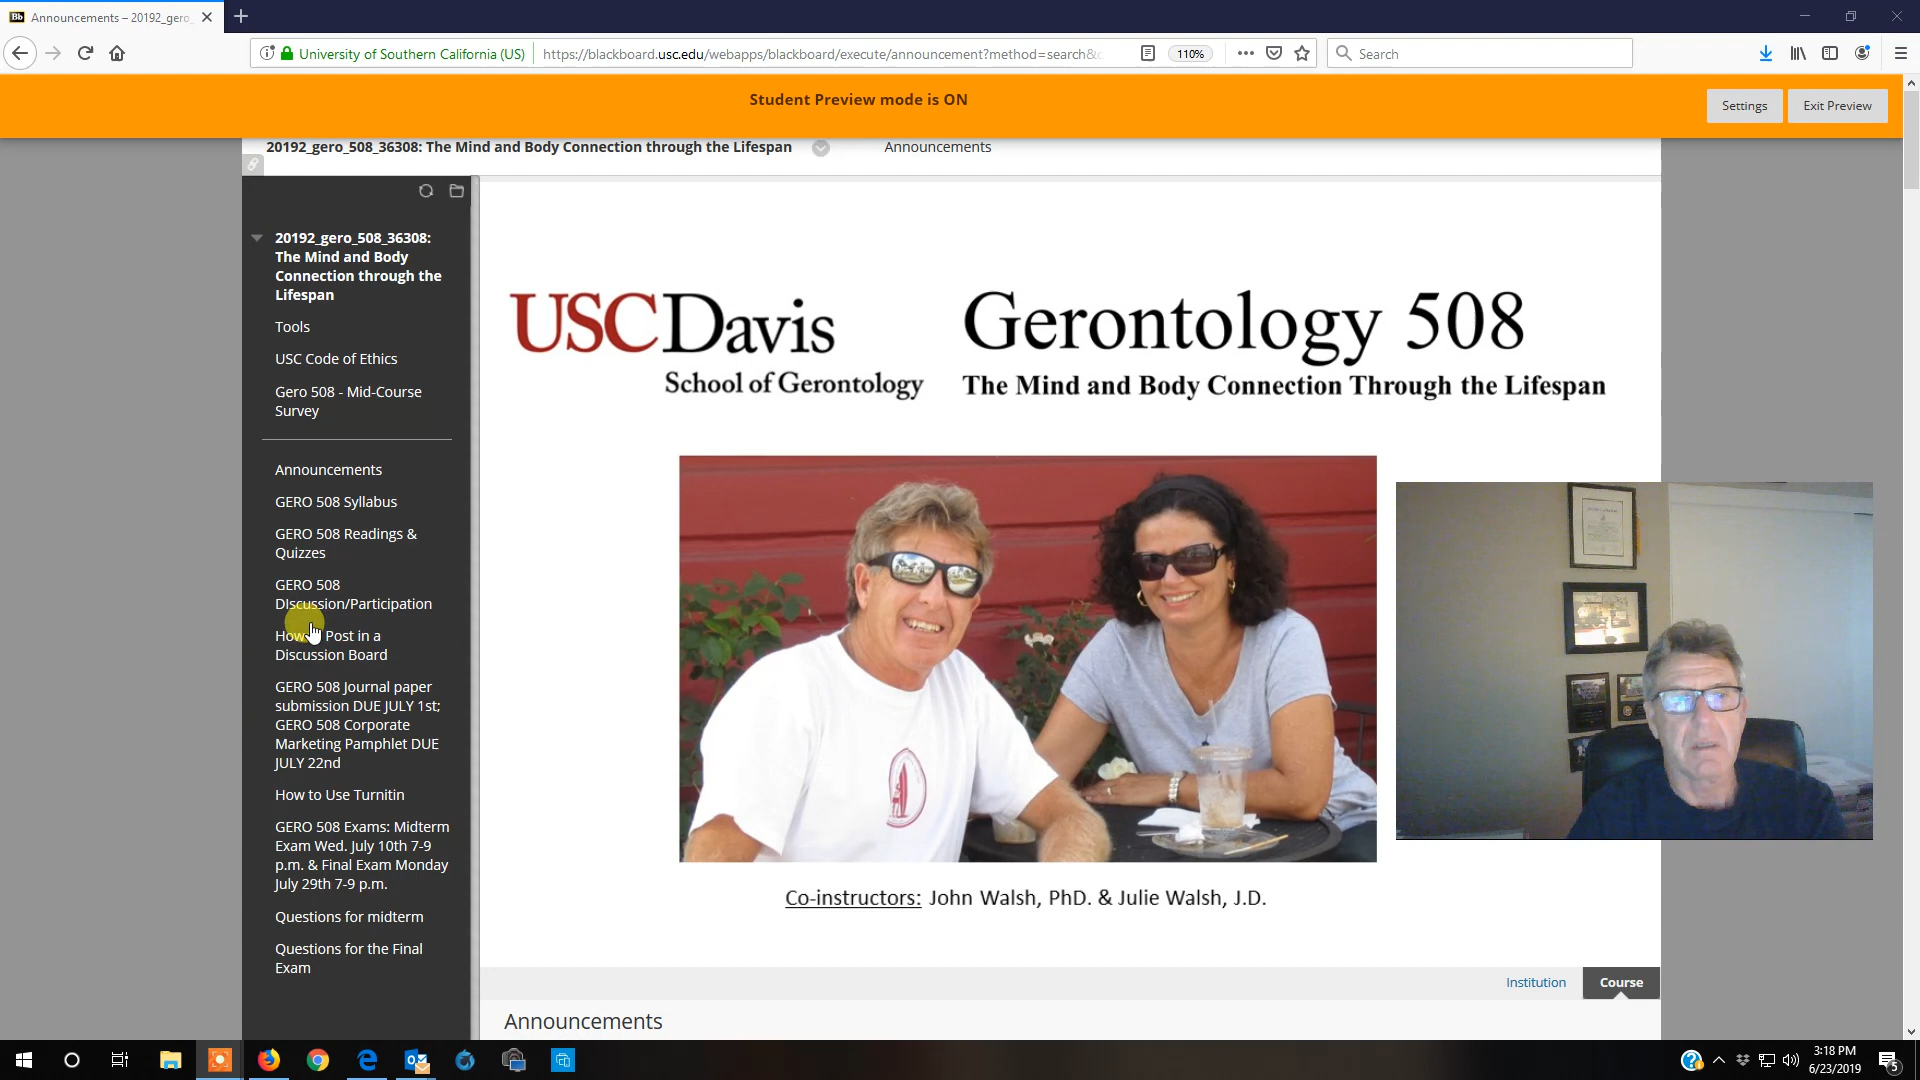 Announcements – 20192_gero_
University of Southern California (US)
https://blackboard.usc.edu/webapps/blackboard/execute/announcement?method=search&c
110%
Search
Student Preview mode is ON
Settings
Exit Preview
20192_gero_508_36308: The Mind and Body Connection through the Lifespan
Announcements
20192_gero_508_36308:
The Mind and Body
Connection through the
Lifespan
Tools
USC Code of Ethics
Gero 508 - Mid-Course
Survey
Announcements
GERO 508 Syllabus
GERO 508 Readings &
Quizzes
GERO 508
DIscussion/Participation
How Post in a
Discussion Board
GERO 508 Journal paper
submission DUE JULY 1st;
GERO 508 Corporate
Marketing Pamphlet DUE
JULY 22nd
How to Use Turnitin
GERO 508 Exams: Midterm
Exam Wed. July 10th 7-9
p.m. & Final Exam Monday
July 29th 7-9 p.m.
Questions for midterm
Questions for the Final
Exam
USC Davis
School of Gerontology
Gerontology 508
The Mind and Body Connection Through the Lifespan
Co-instructors: John Walsh, PhD. & Julie Walsh, J.D.
Institution
Course
Announcements
3:18 PM
6/23/2019
5